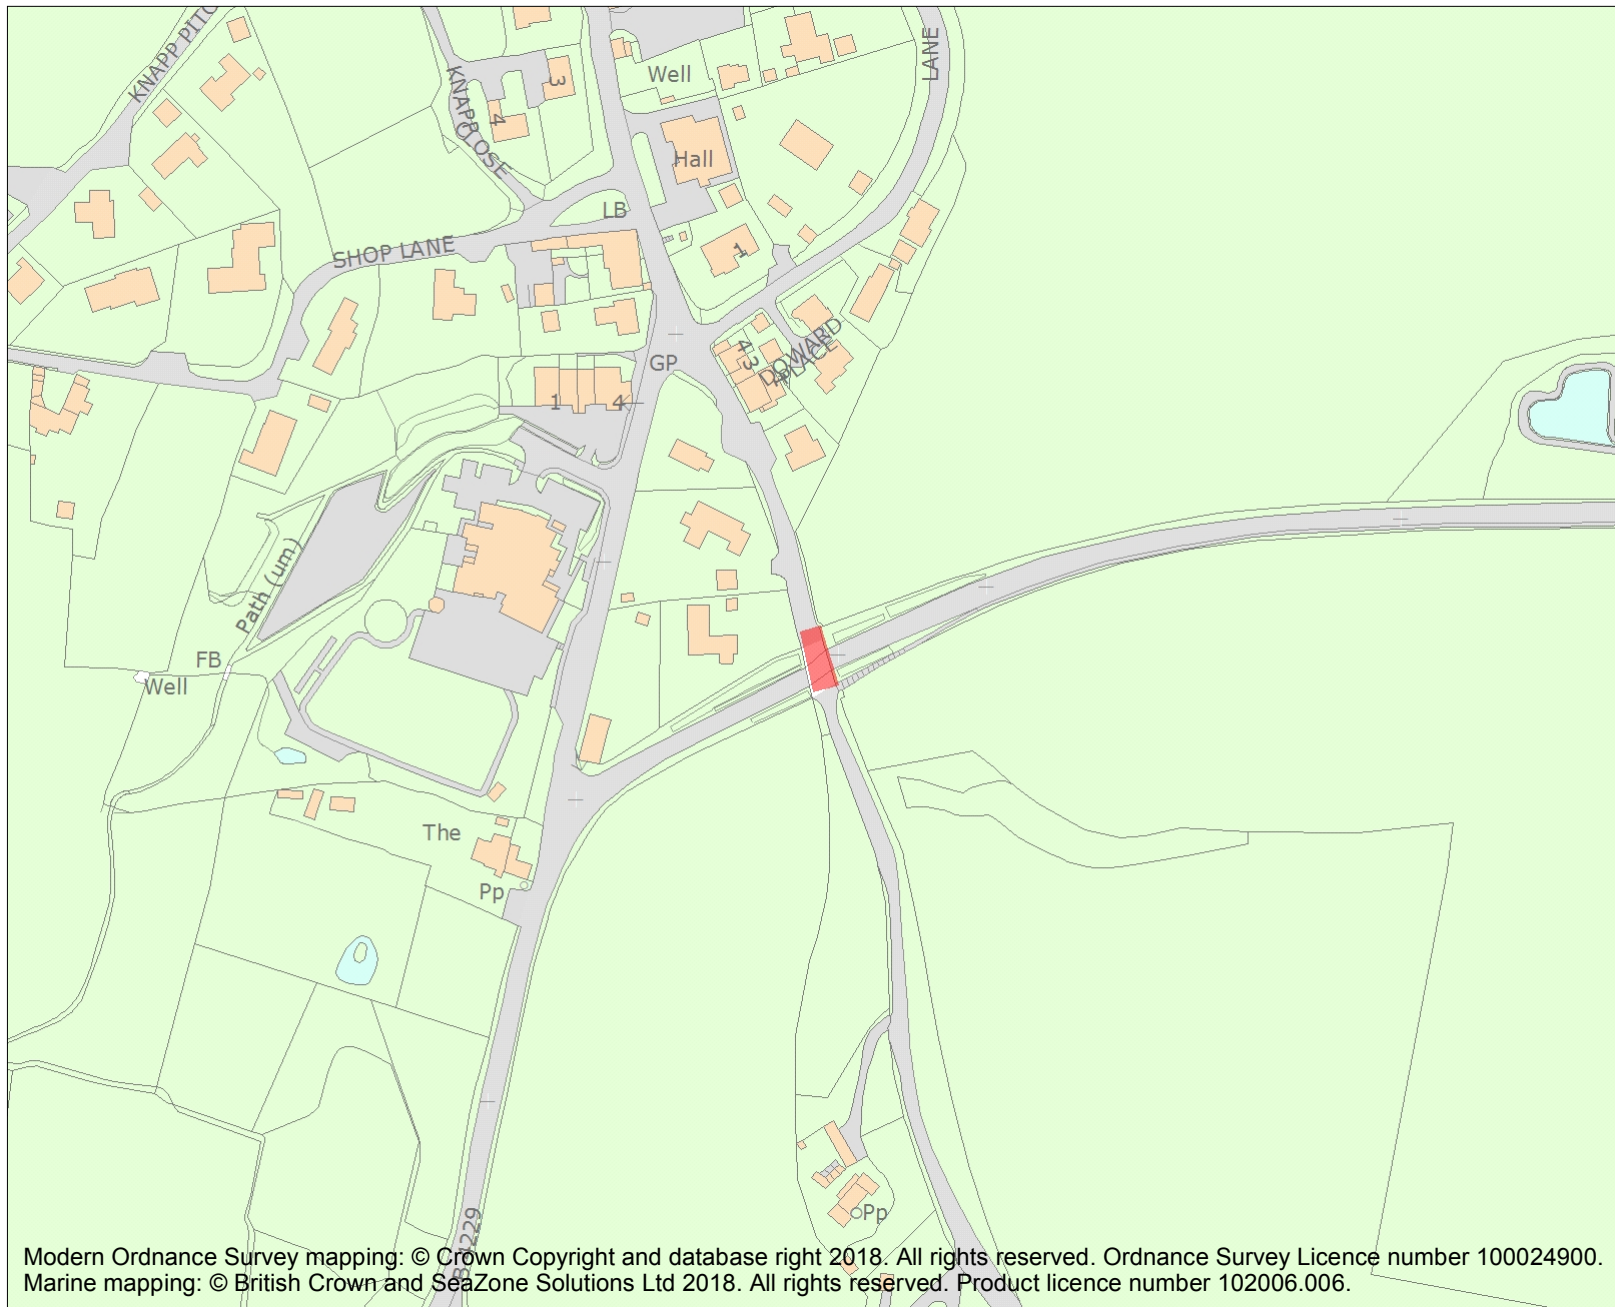 KNAPP PITC
LANE
KNAPP
CLOSE
3
4
Well
Hall
LB
SHOP LANE
1
GP
4
3
DOWARD
PLACE
1
4
Path (um)
FB
Well
The
Pp
Pp
B4229
Modern Ordnance Survey mapping: © Crown Copyright and database right 2018. All rights reserved. Ordnance Survey Licence number 100024900.
Marine mapping: © British Crown and SeaZone Solutions Ltd 2018. All rights reserved. Product licence number 102006.006.